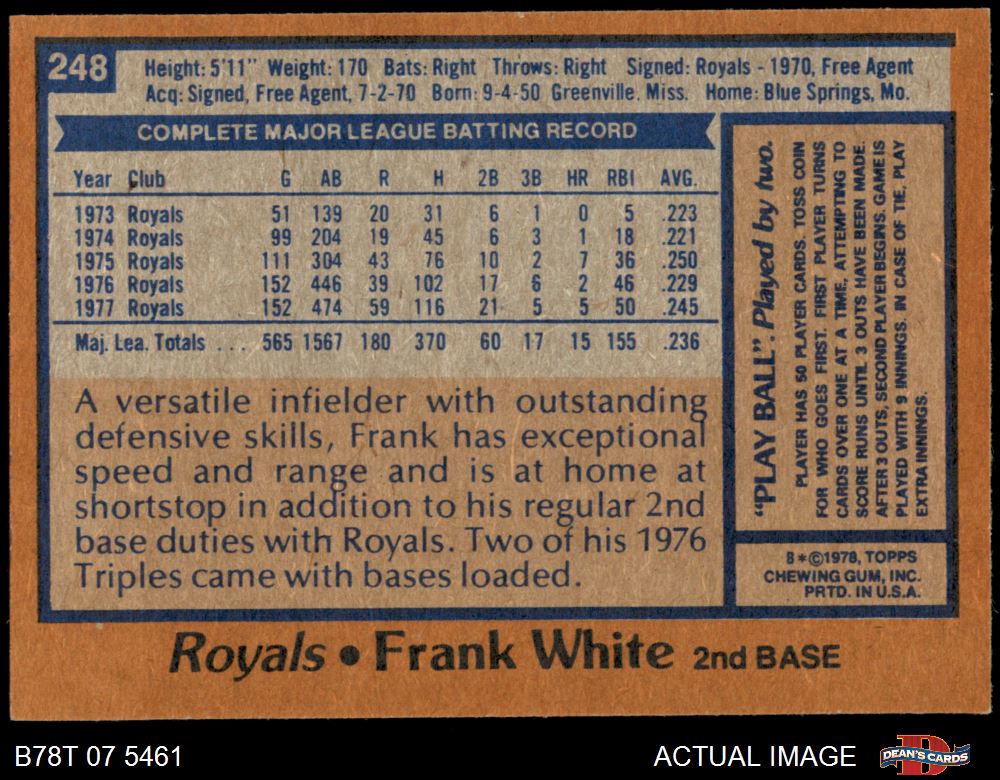 248
Height: 5'11" Weight: 170 Bats: Right Throws: Right Signed: Royals - 1970, Free Agent
Acq: Signed, Free Agent, 7-2-70 Born: 9-4-50 Greenville, Miss. Home: Blue Springs, Mo.
COMPLETE MAJOR LEAGUE BATTING RECORD
Year Club G AB R H 2B 3B HR RBI AVG.
1973 Royals 51 139 20 31 6 1 0 5 .223
1974 Royals 99 204 19 45 6 3 1 18 .221
1975 Royals 111 304 43 76 10 2 7 36 .250
1976 Royals 152 446 39 102 17 6 2 46 .229
1977 Royals 152 474 59 116 21 5 5 50 .245
Maj. Lea. Totals ... 565 1567 180 370 60 17 15 155 .236
A versatile infielder with outstanding
defensive skills, Frank has exceptional
speed and range and is at home at
shortstop in addition to his regular 2nd
base duties with Royals. Two of his 1976
Triples came with bases loaded.
"PLAY BALL". Played by two.
PLAYER HAS 50 PLAYER CARDS. TOSS COIN
FOR WHO GOES FIRST. FIRST PLAYER TURNS
CARDS OVER ONE AT A TIME, ATTEMPTING TO
SCORE RUNS UNTIL 3 OUTS HAVE BEEN MADE.
AFTER 3 OUTS, SECOND PLAYER BEGINS. GAME IS
PLAYED WITH 9 INNINGS. IN CASE OF TIE, PLAY
EXTRA INNINGS.
8*©1978, TOPPS
CHEWING GUM, INC.
PRTD. IN U.S.A.
Royals • Frank White 2nd BASE
B78T 07 5461
ACTUAL IMAGE
D
DEAN'S CARDS